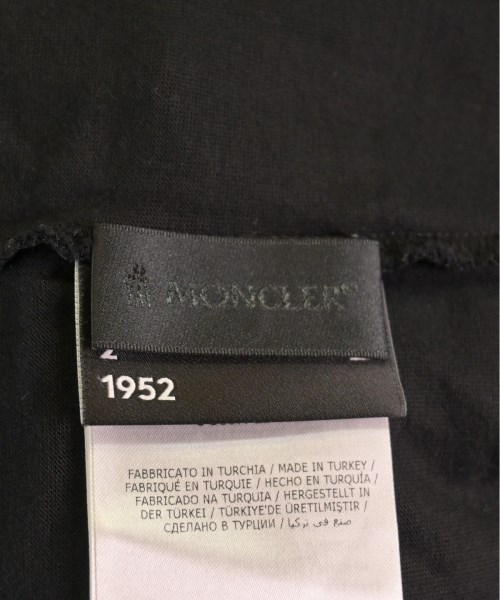 MONCLER
2
1952
FABBRICATO IN TURCHIA / MADE IN TURKEY /
FABRIQUÉ EN TURQUIE / HECHO EN TURQUÍA /
FABRICADO NA TURQUIA / HERGESTELLT IN
DER TÜRKEI / TÜRKİYE'DE ÜRETİLMİŞTİR /
СДЕЛАНО В ТУРЦИИ / صنع في تركيا